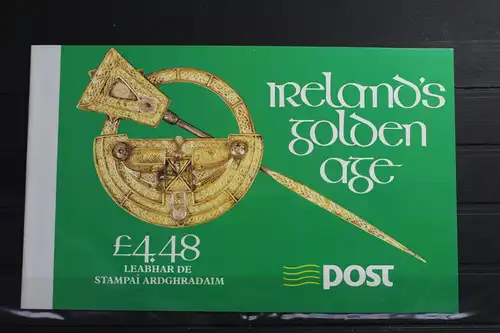 Ireland's
golden
age
£4.48
LEABHAR DE
STAMPAÍ ARDGHRADAIM
post